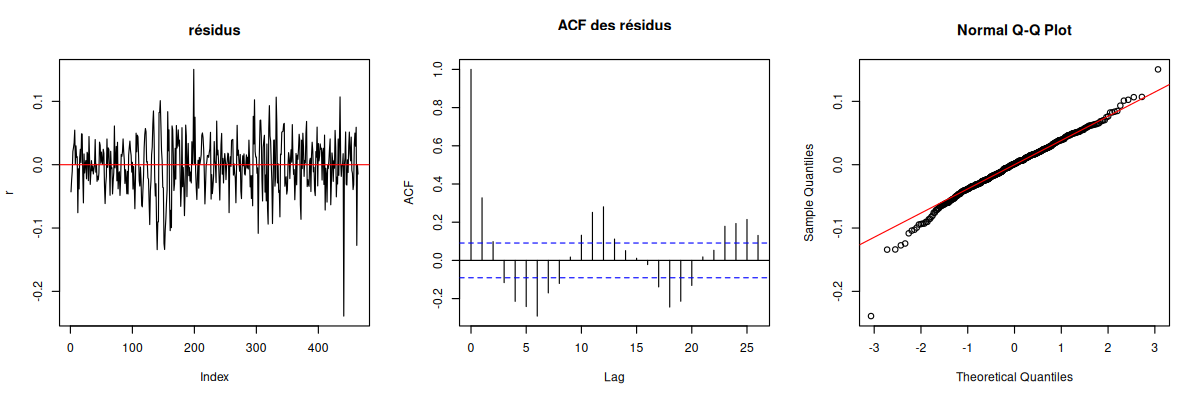 résidus
0.1
0.0
-0.1
-0.2
r
0 100 200 300 400
Index
ACF des résidus
1.0
0.8
0.6
0.4
0.2
0.0
-0.2
ACF
0 5 10 15 20 25
Lag
Normal Q-Q Plot
0.1
0.0
-0.1
-0.2
Sample Quantiles
-3 -2 -1 0 1 2 3
Theoretical Quantiles